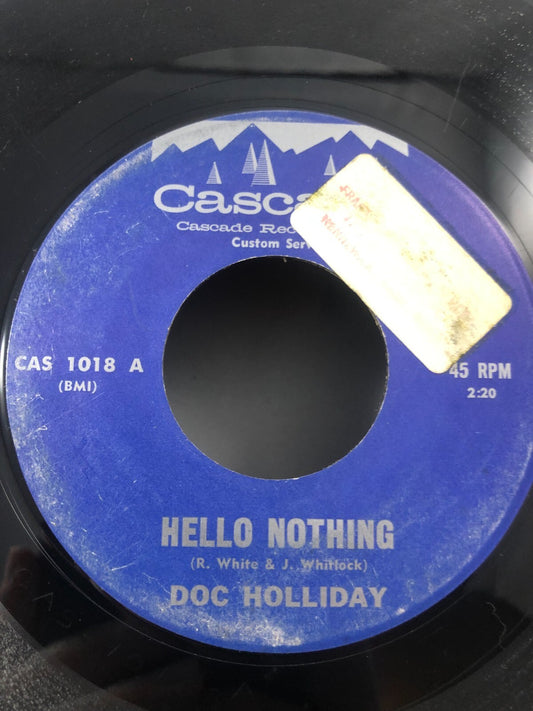 Casca
Cascade Rec
Custom Serv
CAS 1018 A
(BMI)
45 RPM
2:20
HELLO NOTHING
(R. White & J. Whitlock)
DOC HOLLIDAY